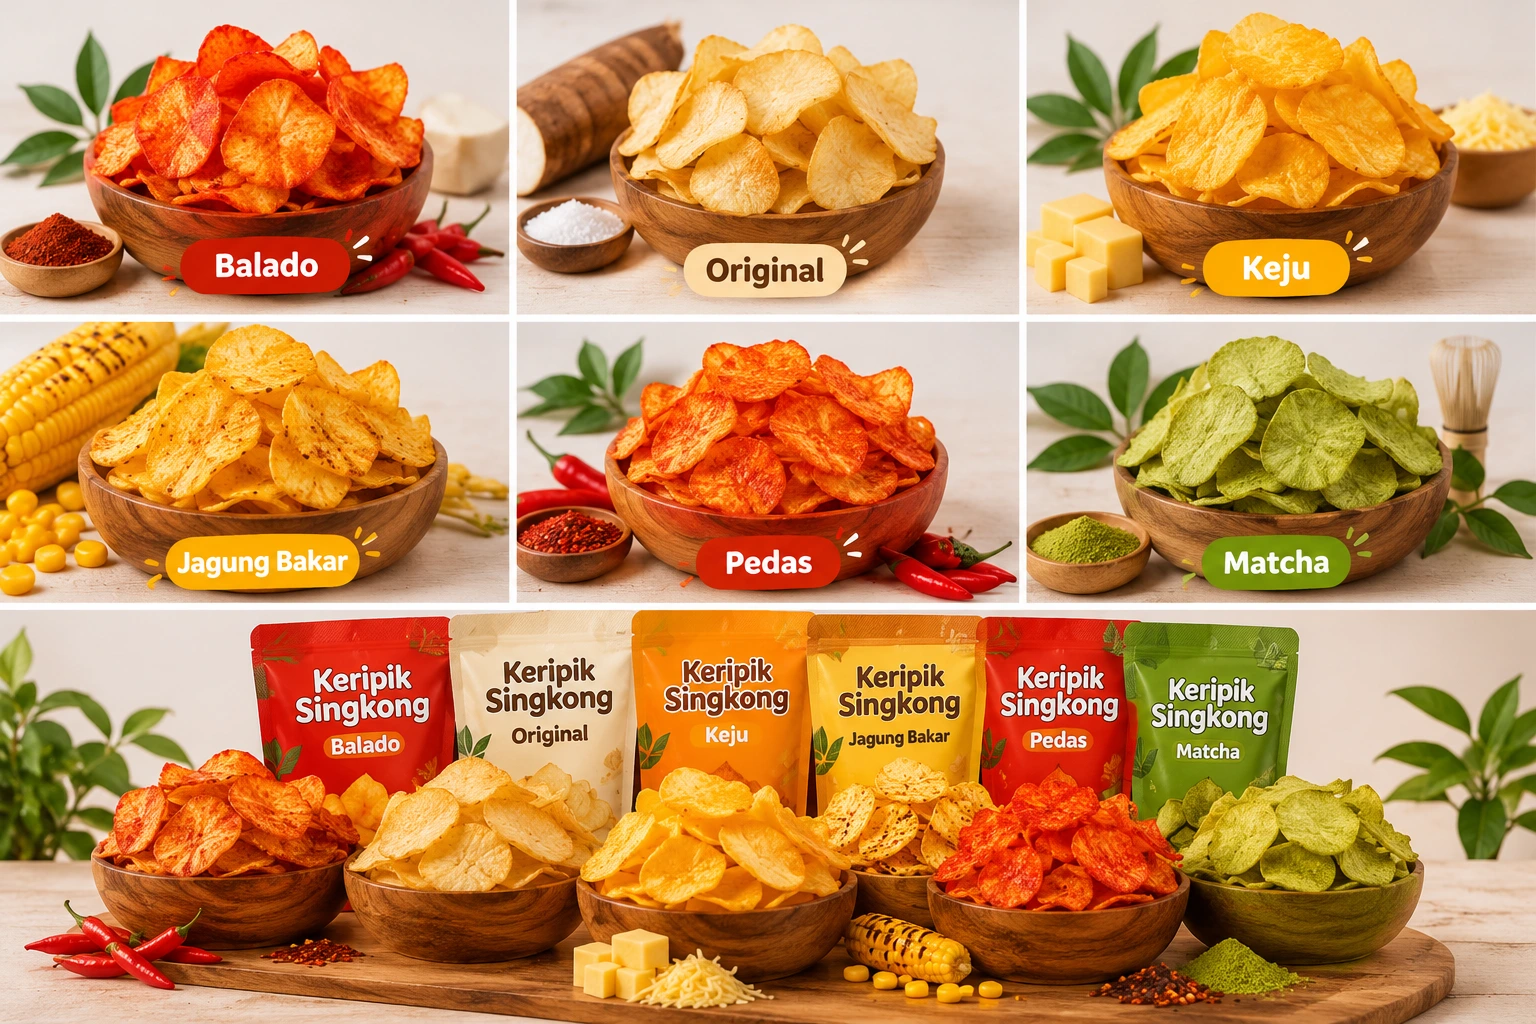 Balado
Original
Keju
Jagung Bakar
Pedas
Matcha
Keripik
Singkong
Balado
Keripik
Singkong
Original
Keripik
Singkong
Keju
Keripik
Singkong
Jagung Bakar
Keripik
Singkong
Pedas
Keripik
Singkong
Matcha